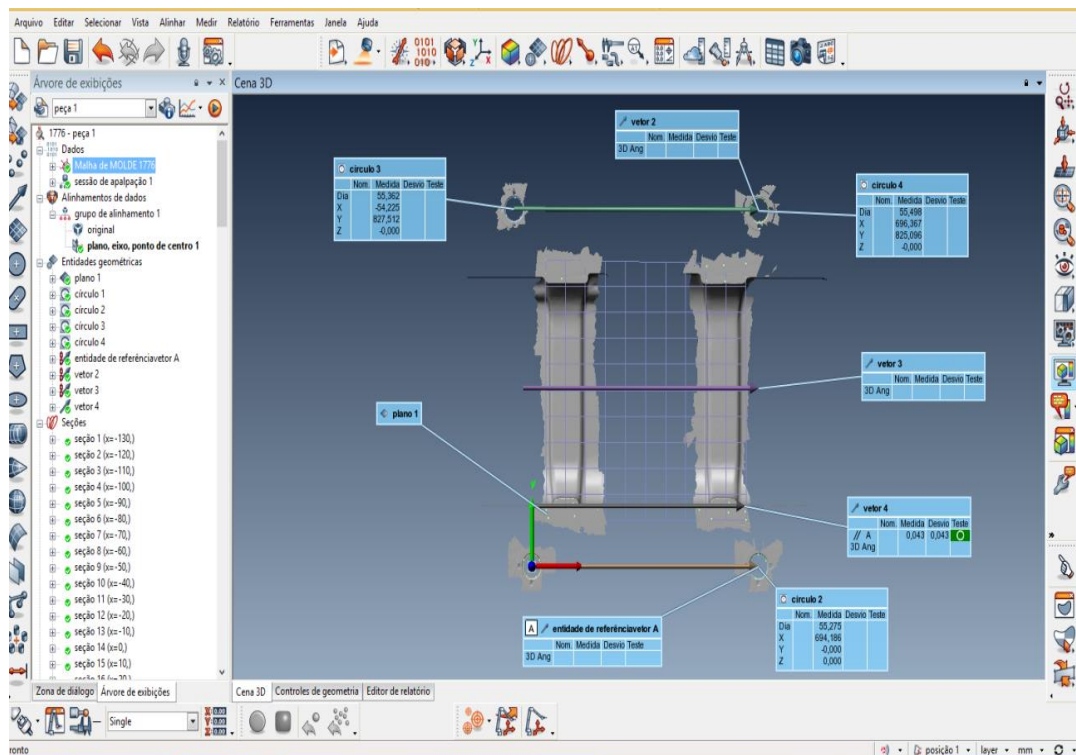 Arquivo Editar Selecionar Vista Alinhar Medir Relatório Ferramentas Janela Ajuda
Árvore de exibições
Cena 3D
peça 1
1776 - peça 1
Dados
Malha de MOLDE 1776
sessão de apalpação 1
Alinhamentos de dados
grupo de alinhamento 1
original
plano, eixo, ponto de centro 1
Entidades geométricas
plano 1
círculo 1
círculo 2
círculo 3
círculo 4
entidade de referênciavetor A
vetor 2
vetor 3
vetor 4
Seções
seção 1 (x=-130,)
seção 2 (x=-120,)
seção 3 (x=-110,)
seção 4 (x=-100,)
seção 5 (x=-90,)
seção 6 (x=-80,)
seção 7 (x=-70,)
seção 8 (x=-60,)
seção 9 (x=-50,)
seção 10 (x=-40,)
seção 11 (x=-30,)
seção 12 (x=-20,)
seção 13 (x=-10,)
seção 14 (x=0,)
seção 15 (x=10,)
seção 16 (x=20,)
vetor 2
Nom. Medida Desvio Teste
3D Ang
círculo 3
Nom. Medida Desvio Teste
Dia 55,362
X -54,225
Y 827,512
Z -0,000
círculo 4
Nom. Medida Desvio Teste
Dia 55,498
X 696,367
Y 825,096
Z -0,000
vetor 3
Nom. Medida Desvio Teste
3D Ang
plano 1
vetor 4
Nom. Medida Desvio Teste
// A 0,043 0,043
3D Ang
círculo 2
Nom. Medida Desvio Teste
Dia 55,275
X 694,186
Y -0,000
Z 0,000
A entidade de referênciavetor A
Nom. Medida Desvio Teste
3D Ang
Zona de diálogo Árvore de exibições
Cena 3D Controles de geometria Editor de relatório
Single
ronto
posição 1 layer mm